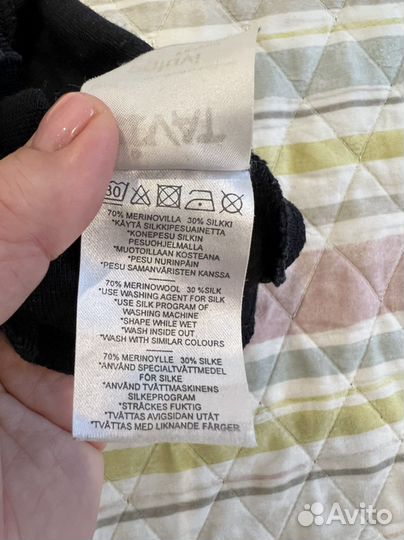 30
70% MERINOVILLA 30% SILKKI
*KÄYTÄ SILKKIPESUAINETTA
*KONEPESU SILKIN
PESUOHJELMALLA
*MUOTOILLAAN KOSTEANA
*PESU NURINPÄIN
*PESU SAMANVÄRISTEN KANSSA
70% MERINOWOOL 30 %SILK
*USE WASHING AGENT FOR SILK
*USE SILK PROGRAM OF
WASHING MACHINE
*SHAPE WHILE WET
*WASH INSIDE OUT
*WASH WITH SIMILAR COLOURS
70% MERINOYLLE 30% SILKE
*ANVÄND SPECIALTVÄTTMEDEL
FÖR SILKE
*ANVÄND TVÄTTMASKINENS
SILKEPROGRAM
*STRÄCKES FUKTIG
*TVÄTTAS AVIGSIDAN UTÅT
*TVÄTTAS MED LIKNANDE FÄRGER
Avito